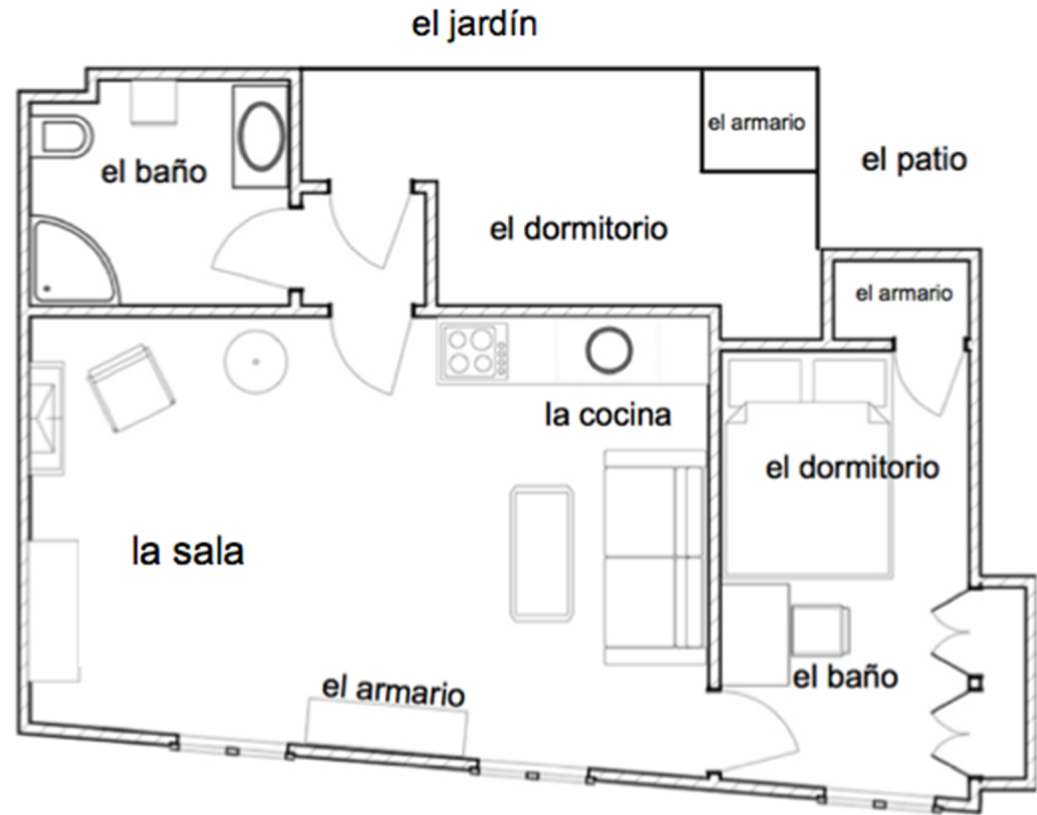 el jardín
el armario
el patio
el baño
el dormitorio
el armario
la cocina
el dormitorio
la sala
el baño
el armario